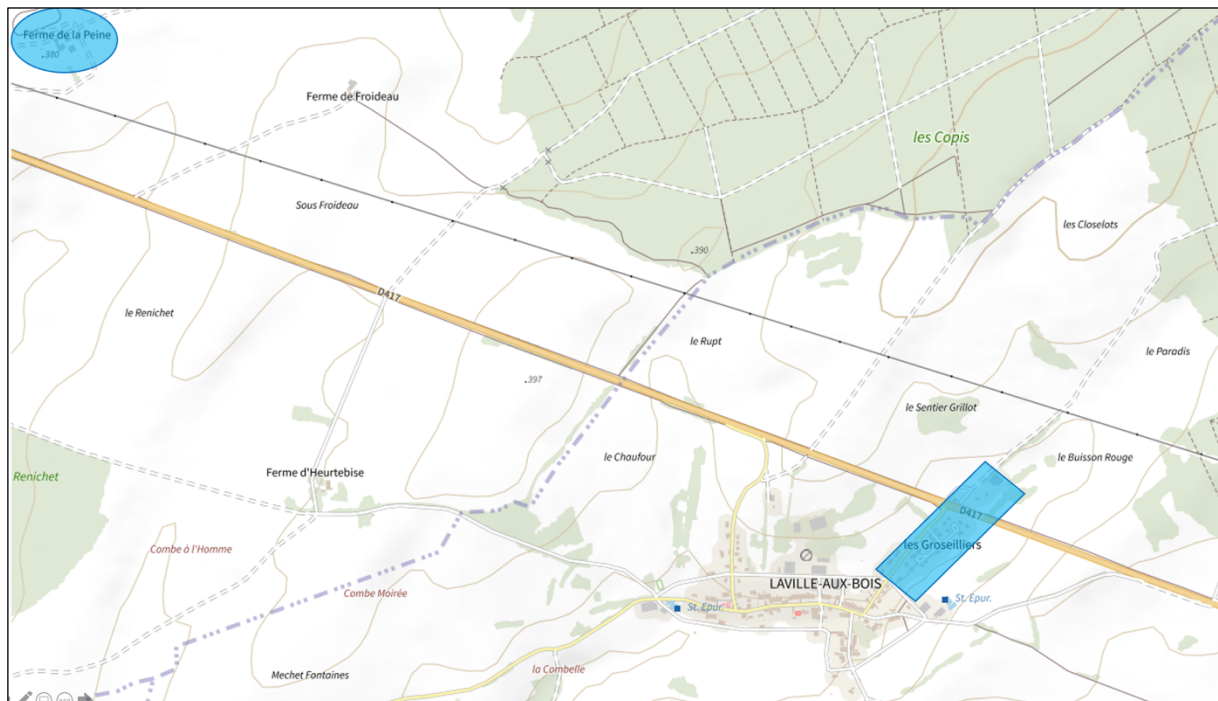 Ferme de la Peine
.380
Ferme de Froideau
les Copis
Sous Froideau
les Closelots
.390
D417
le Renichet
le Rupt
le Paradis
.397
le Sentier Grillot
le Chaufour
le Buisson Rouge
Ferme d'Heurtebise
Renichet
D417
les Groseilliers
Combe à l'Homme
LAVILLE-AUX-BOIS
Combe Moirée
St. Epur.
St. Epur.
la Combelle
Mechet Fontaines